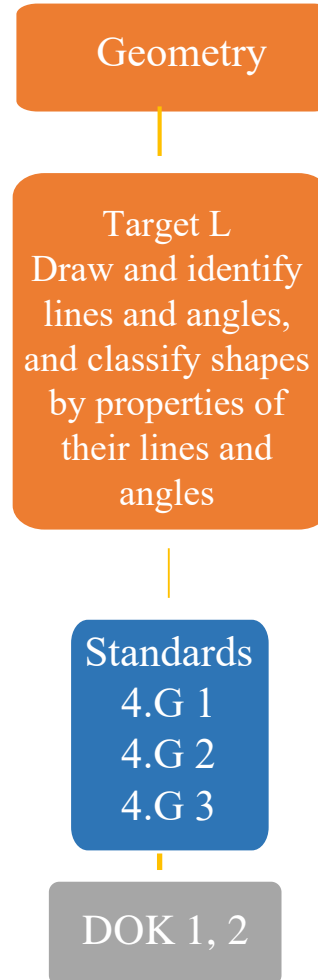 Geometry
Target L
Draw and identify
lines and angles,
and classify shapes
by properties of
their lines and
angles
Standards
4.G 1
4.G 2
4.G 3
DOK 1, 2